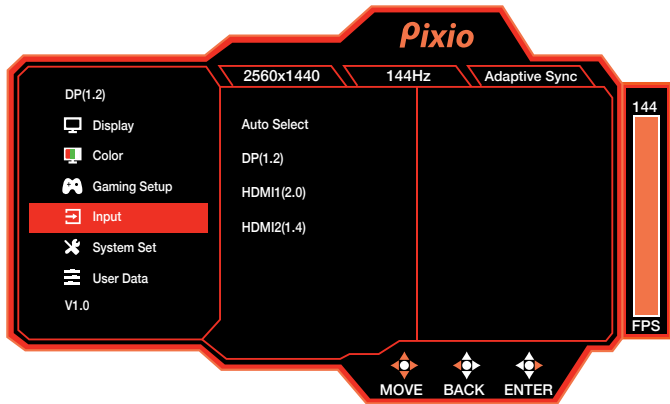 Pixio
2560x1440 144Hz Adaptive Sync
DP(1.2)
Display
Color
Gaming Setup
Input
System Set
User Data
V1.0
Auto Select
DP(1.2)
HDMI1(2.0)
HDMI2(1.4)
144
FPS
MOVE BACK ENTER